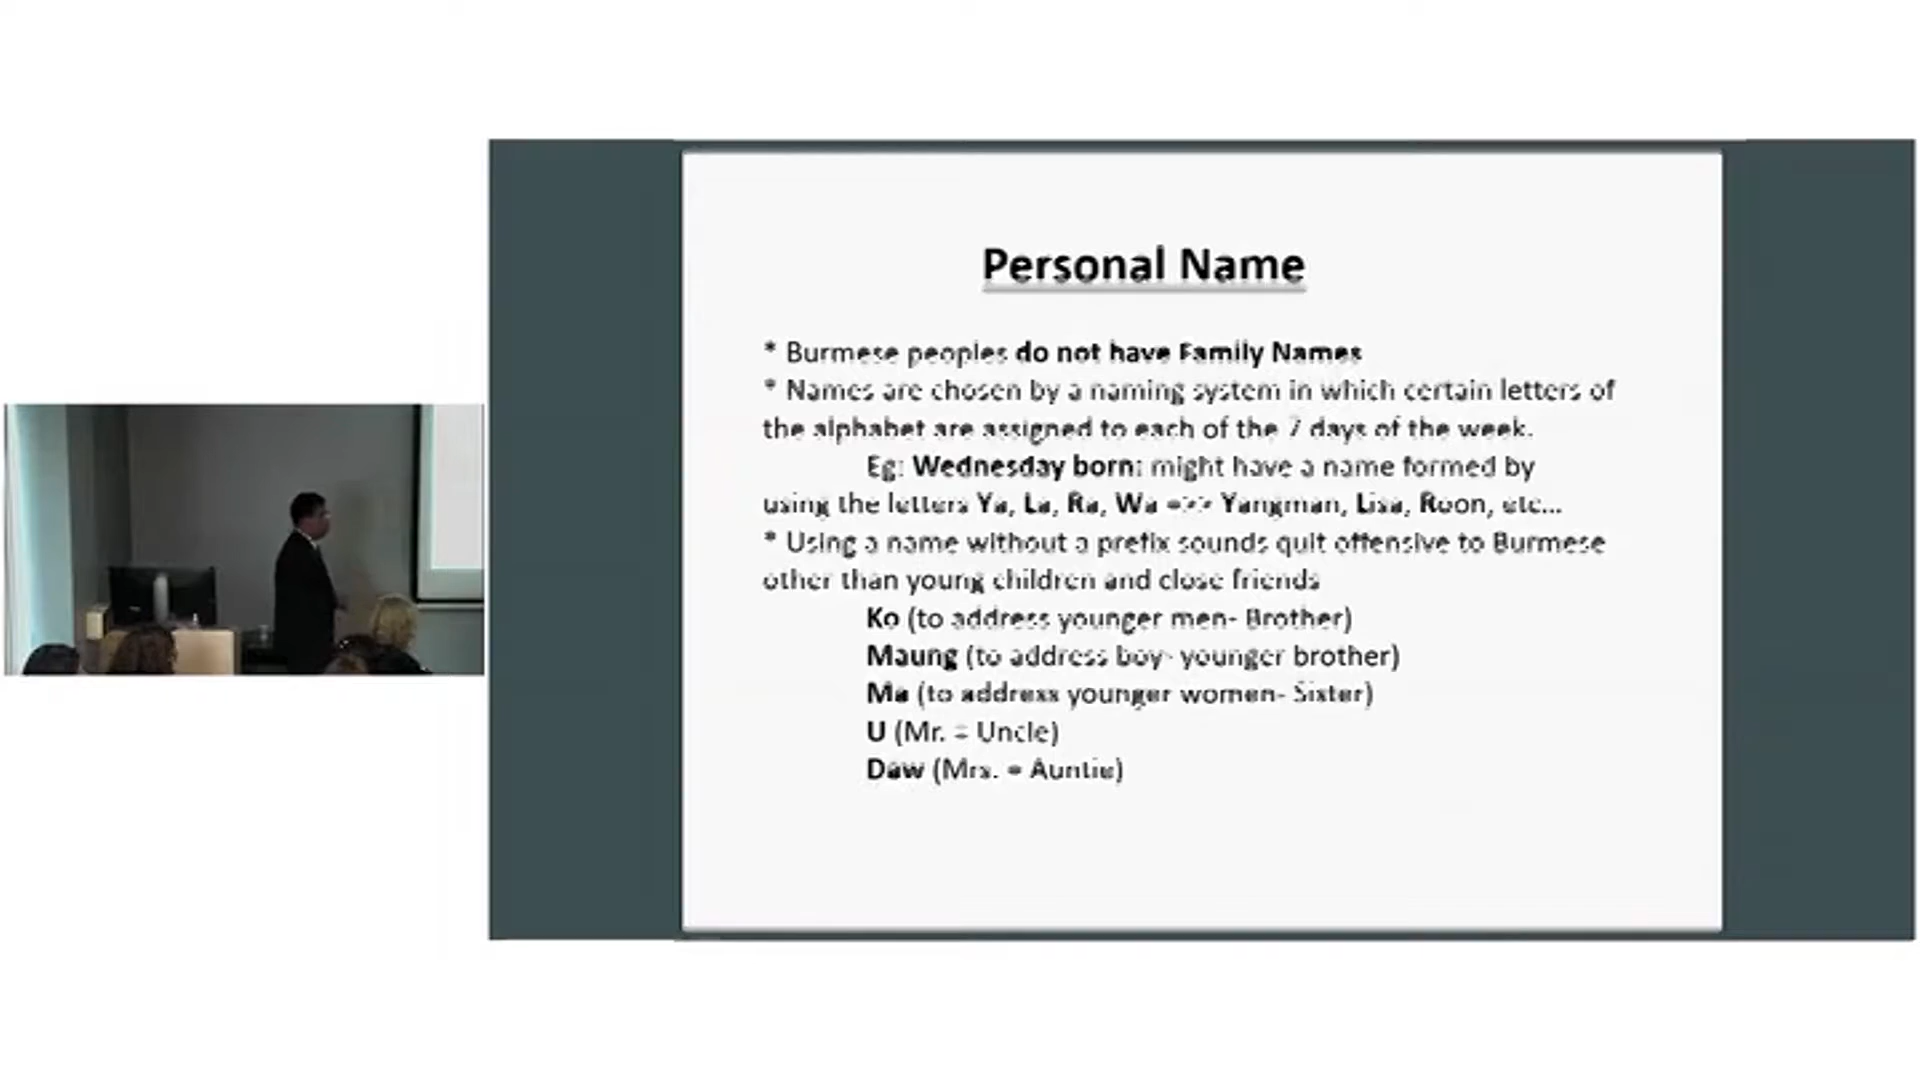 Personal Name
* Burmese peoples do not have Family Names
* Names are chosen by a naming system in which certain letters of
the alphabet are assigned to each of the 7 days of the week.
Eg: Wednesday born: might have a name formed by
using the letters Ya, La, Ra, Wa =>> Yangman, Lisa, Roon, etc...
* Using a name without a prefix sounds quit offensive to Burmese
other than young children and close friends
Ko (to address younger men- Brother)
Maung (to address boy- younger brother)
Ma (to address younger women- Sister)
U (Mr. = Uncle)
Daw (Mrs. = Auntie)